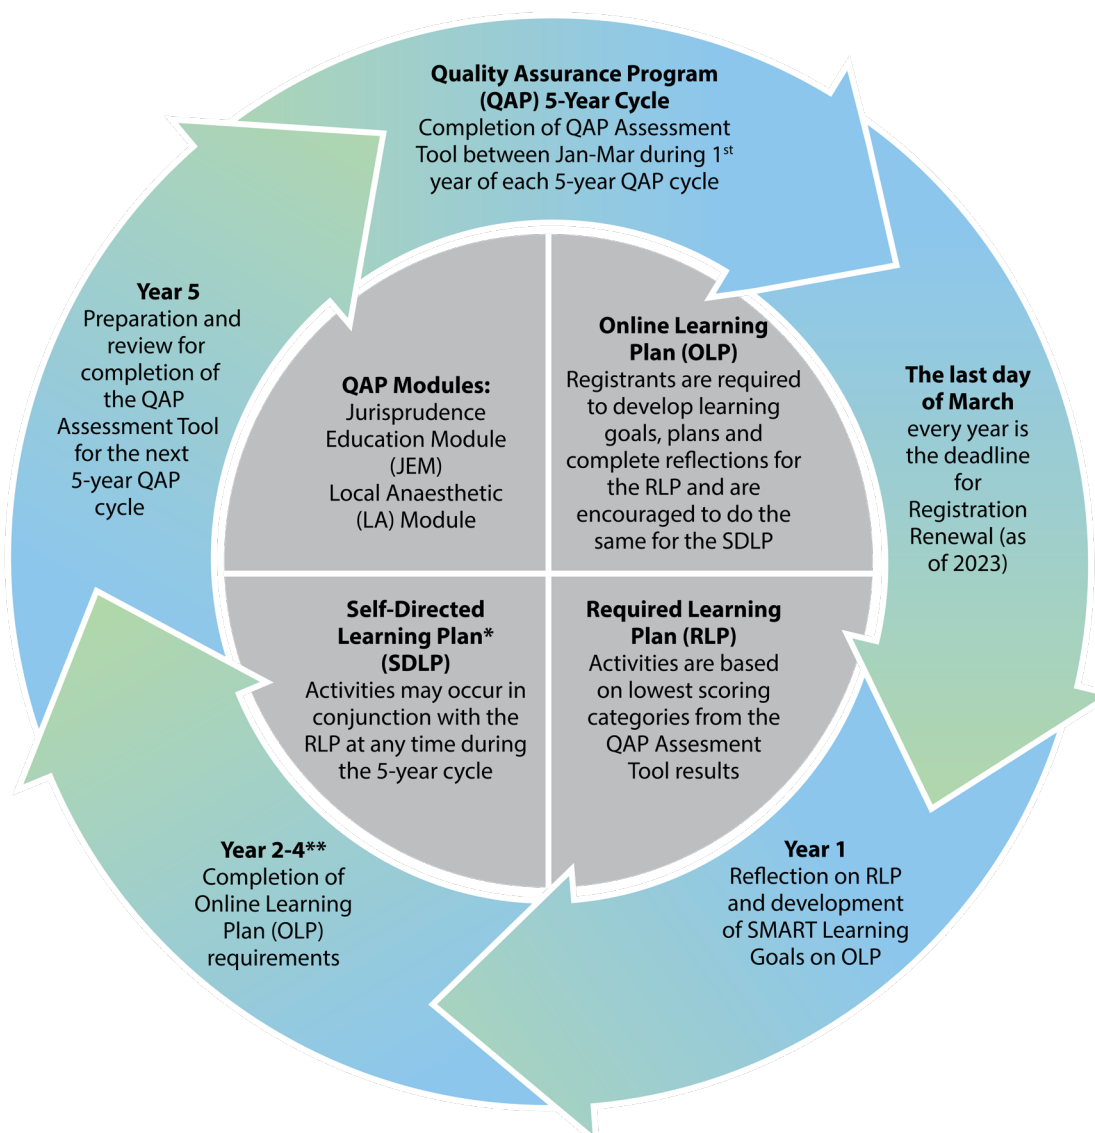 Quality Assurance Program
(QAP) 5-Year Cycle
Completion of QAP Assessment
Tool between Jan-Mar during 1st
year of each 5-year QAP cycle
The last day
of March
every year is
the deadline
for
Registration
Renewal (as
of 2023)
Year 1
Reflection on RLP
and development
of SMART Learning
Goals on OLP
Year 2-4**
Completion of
Online Learning
Plan (OLP)
requirements
Year 5
Preparation and
review for
completion of
the QAP
Assessment Tool
for the next
5-year QAP
cycle
QAP Modules:
Jurisprudence
Education Module
(JEM)
Local Anaesthetic
(LA) Module
Online Learning
Plan (OLP)
Registrants are required
to develop learning
goals, plans and
complete reflections for
the RLP and are
encouraged to do the
same for the SDLP
Self-Directed
Learning Plan*
(SDLP)
Activities may occur in
conjunction with the
RLP at any time during
the 5-year cycle
Required Learning
Plan (RLP)
Activities are based
on lowest scoring
categories from the
QAP Assesment
Tool results